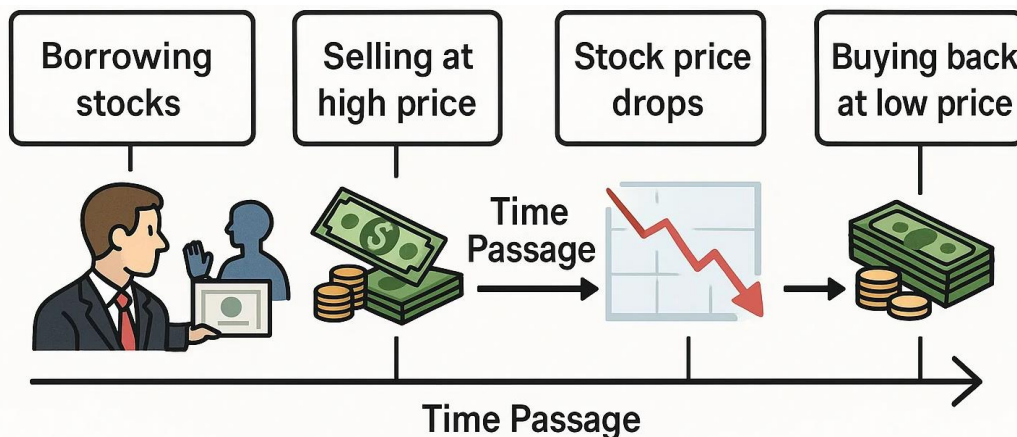 Borrowing
stocks
Selling at
high price
Stock price
drops
Buying back
at low price
Time
Passage
Time Passage